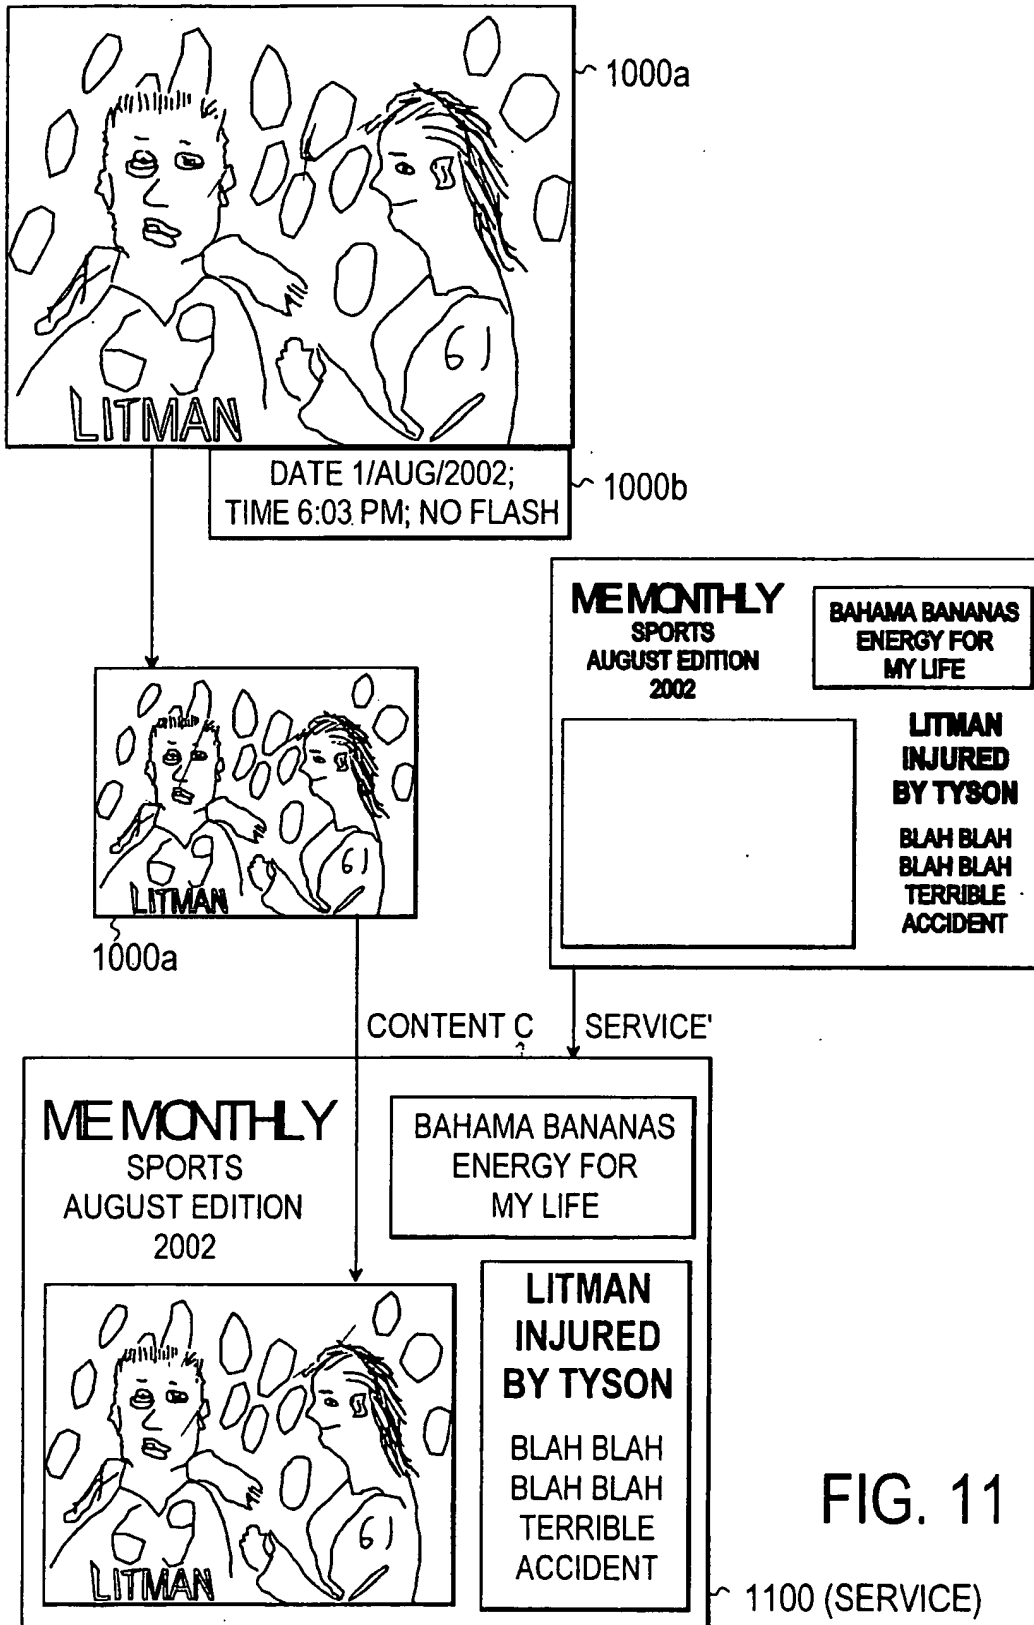 1000a
61
LITMAN
DATE 1/AUG/2002;
TIME 6:03 PM; NO FLASH
1000b
ME MONTHLY
SPORTS
AUGUST EDITION
2002
BAHAMA BANANAS
ENERGY FOR
MY LIFE
LITMAN
INJURED
BY TYSON
BLAH BLAH
BLAH BLAH
TERRIBLE
ACCIDENT
61
LITMAN
1000a
CONTENT C
SERVICE'
ME MONTHLY
SPORTS
AUGUST EDITION
2002
BAHAMA BANANAS
ENERGY FOR
MY LIFE
LITMAN
INJURED
BY TYSON
BLAH BLAH
BLAH BLAH
TERRIBLE
ACCIDENT
61
LITMAN
FIG. 11
1100 (SERVICE)